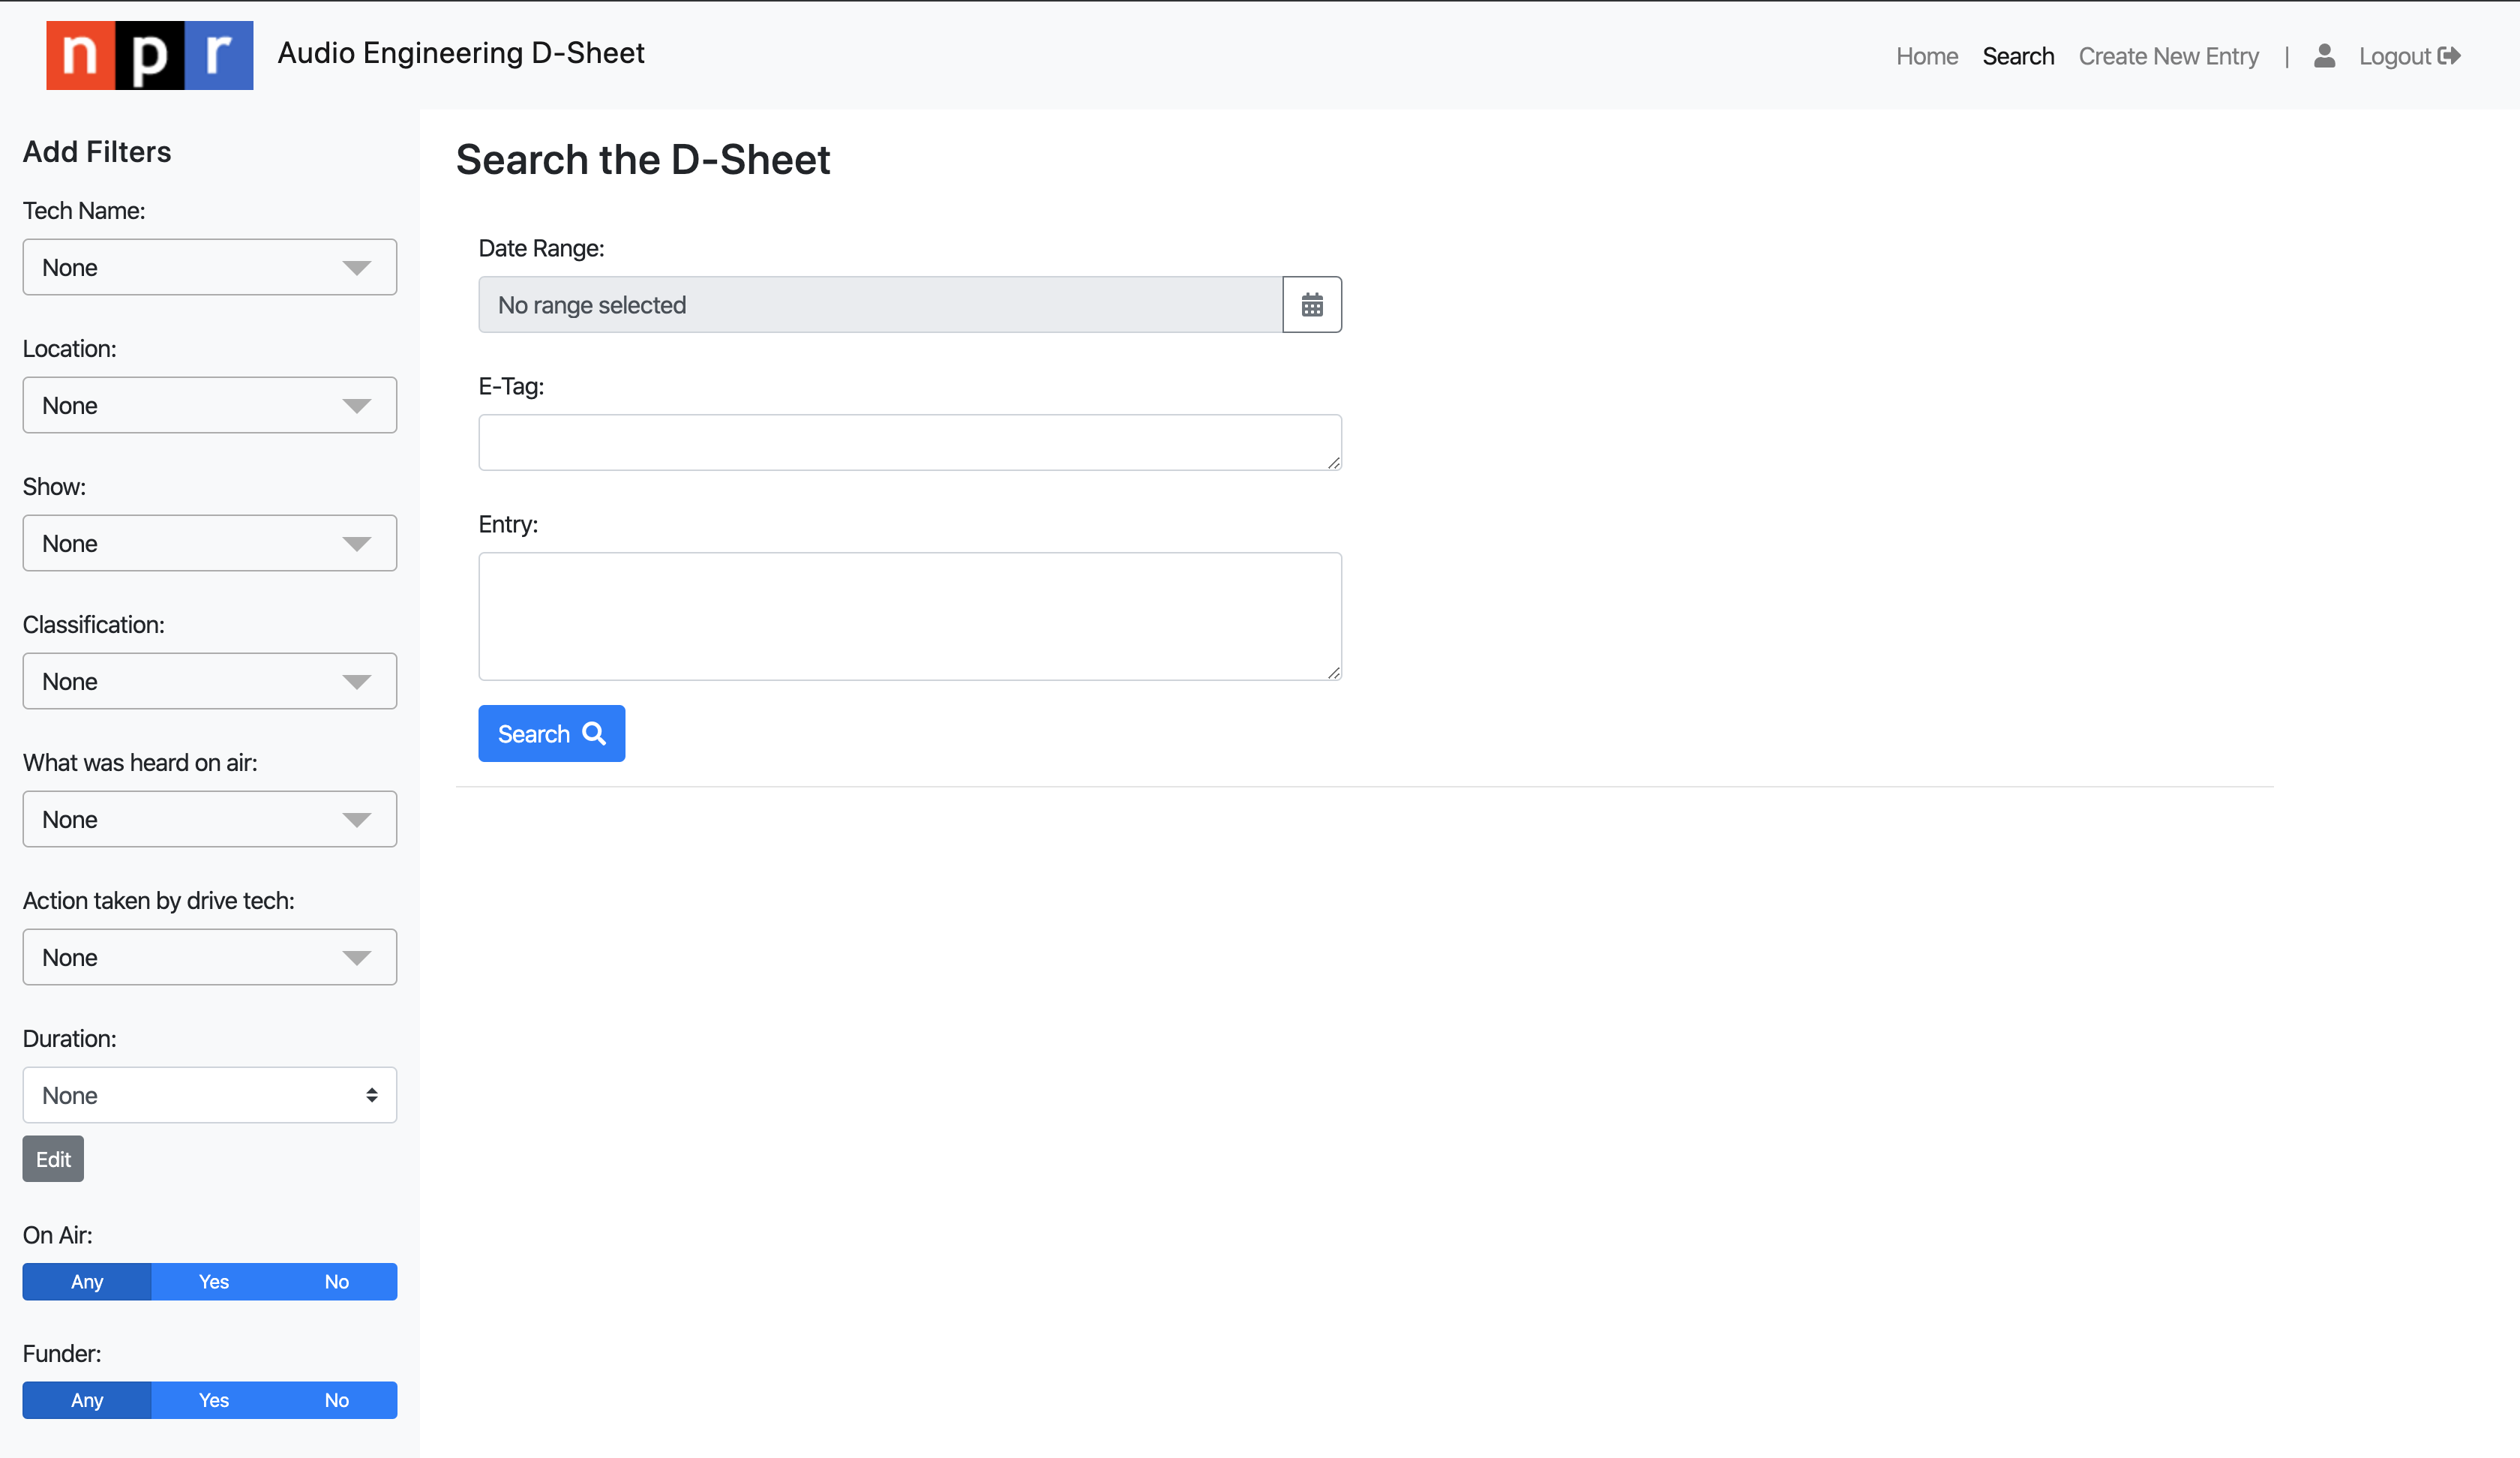 npr
Audio Engineering D-Sheet
Home Search Create New Entry | Logout
Add Filters
Tech Name:
None
Location:
None
Show:
None
Classification:
None
What was heard on air:
None
Action taken by drive tech:
None
Duration:
None
Edit
On Air:
Any Yes No
Funder:
Any Yes No
Search the D-Sheet
Date Range:
No range selected
E-Tag:
Entry:
Search